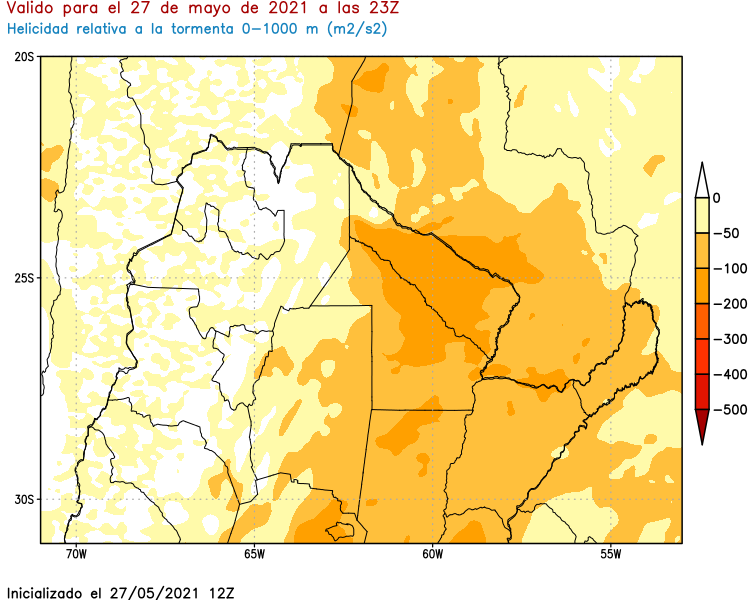 Valido para el 27 de mayo de 2021 a las 23Z
Helicidad relativa a la tormenta 0-1000 m (m2/s2)
20S
25S
30S
70W
65W
60W
55W
0
-50
-100
-200
-300
-400
-500
Inicializado el 27/05/2021 12Z